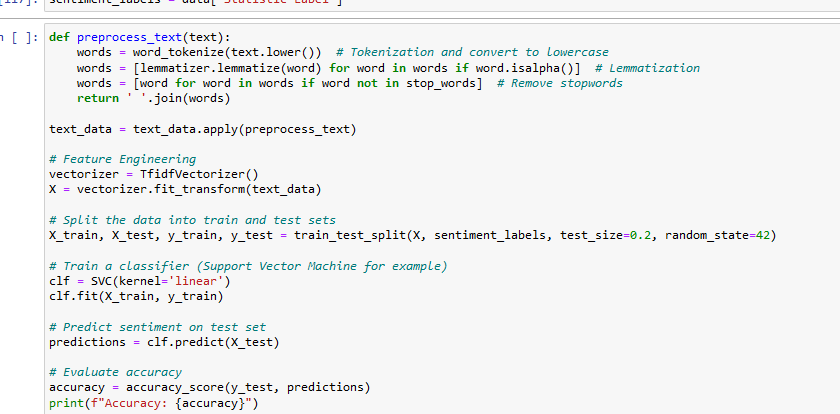 sentiment_labels = data['Statistic Label']
[ ]: def preprocess_text(text):
    words = word_tokenize(text.lower())  # Tokenization and convert to lowercase
    words = [lemmatizer.lemmatize(word) for word in words if word.isalpha()]  # Lemmatization
    words = [word for word in words if word not in stop_words]  # Remove stopwords
    return ' '.join(words)
text_data = text_data.apply(preprocess_text)
# Feature Engineering
vectorizer = TfidfVectorizer()
X = vectorizer.fit_transform(text_data)
# Split the data into train and test sets
X_train, X_test, y_train, y_test = train_test_split(X, sentiment_labels, test_size=0.2, random_state=42)
# Train a classifier (Support Vector Machine for example)
clf = SVC(kernel='linear')
clf.fit(X_train, y_train)
# Predict sentiment on test set
predictions = clf.predict(X_test)
# Evaluate accuracy
accuracy = accuracy_score(y_test, predictions)
print(f"Accuracy: {accuracy}")